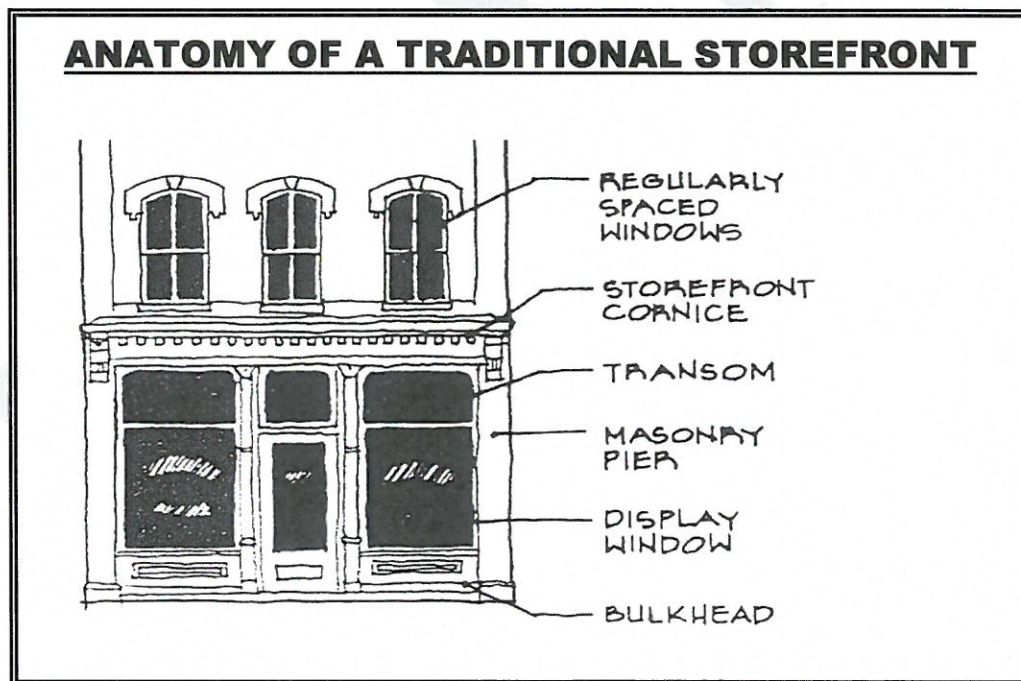 ANATOMY OF A TRADITIONAL STOREFRONT
REGULARLY
SPACED
WINDOWS
STOREFRONT
CORNICE
TRANSOM
MASONRY
PIER
DISPLAY
WINDOW
BULKHEAD